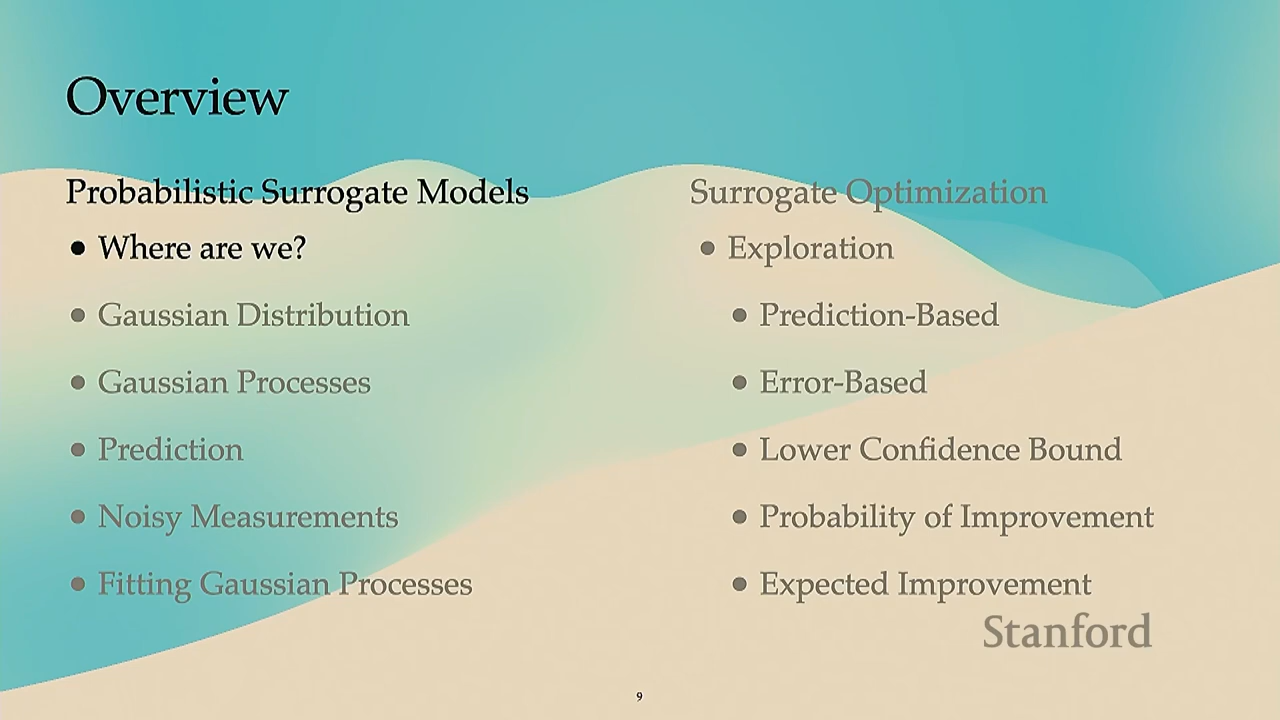 Overview
Probabilistic Surrogate Models
• Where are we?
• Gaussian Distribution
• Gaussian Processes
• Prediction
• Noisy Measurements
• Fitting Gaussian Processes
Surrogate Optimization
• Exploration
• Prediction-Based
• Error-Based
• Lower Confidence Bound
• Probability of Improvement
• Expected Improvement
Stanford
9